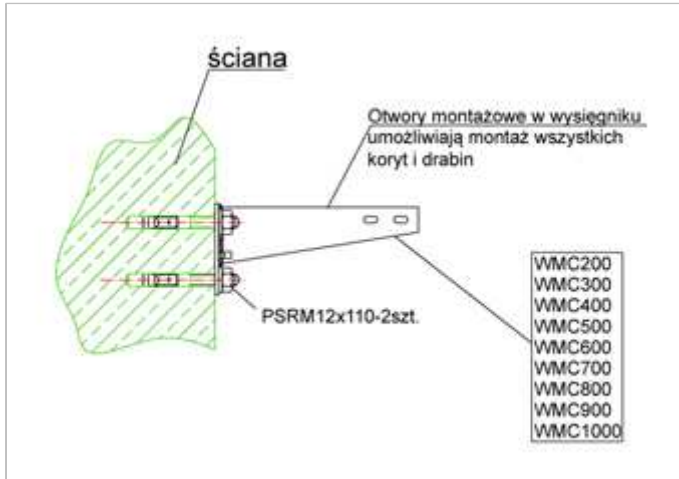 ściana
Otwory montażowe w wysięgniku
umożliwiają montaż wszystkich
koryt i drabin
PSRM12x110-2szt.
WMC200
WMC300
WMC400
WMC500
WMC600
WMC700
WMC800
WMC900
WMC1000